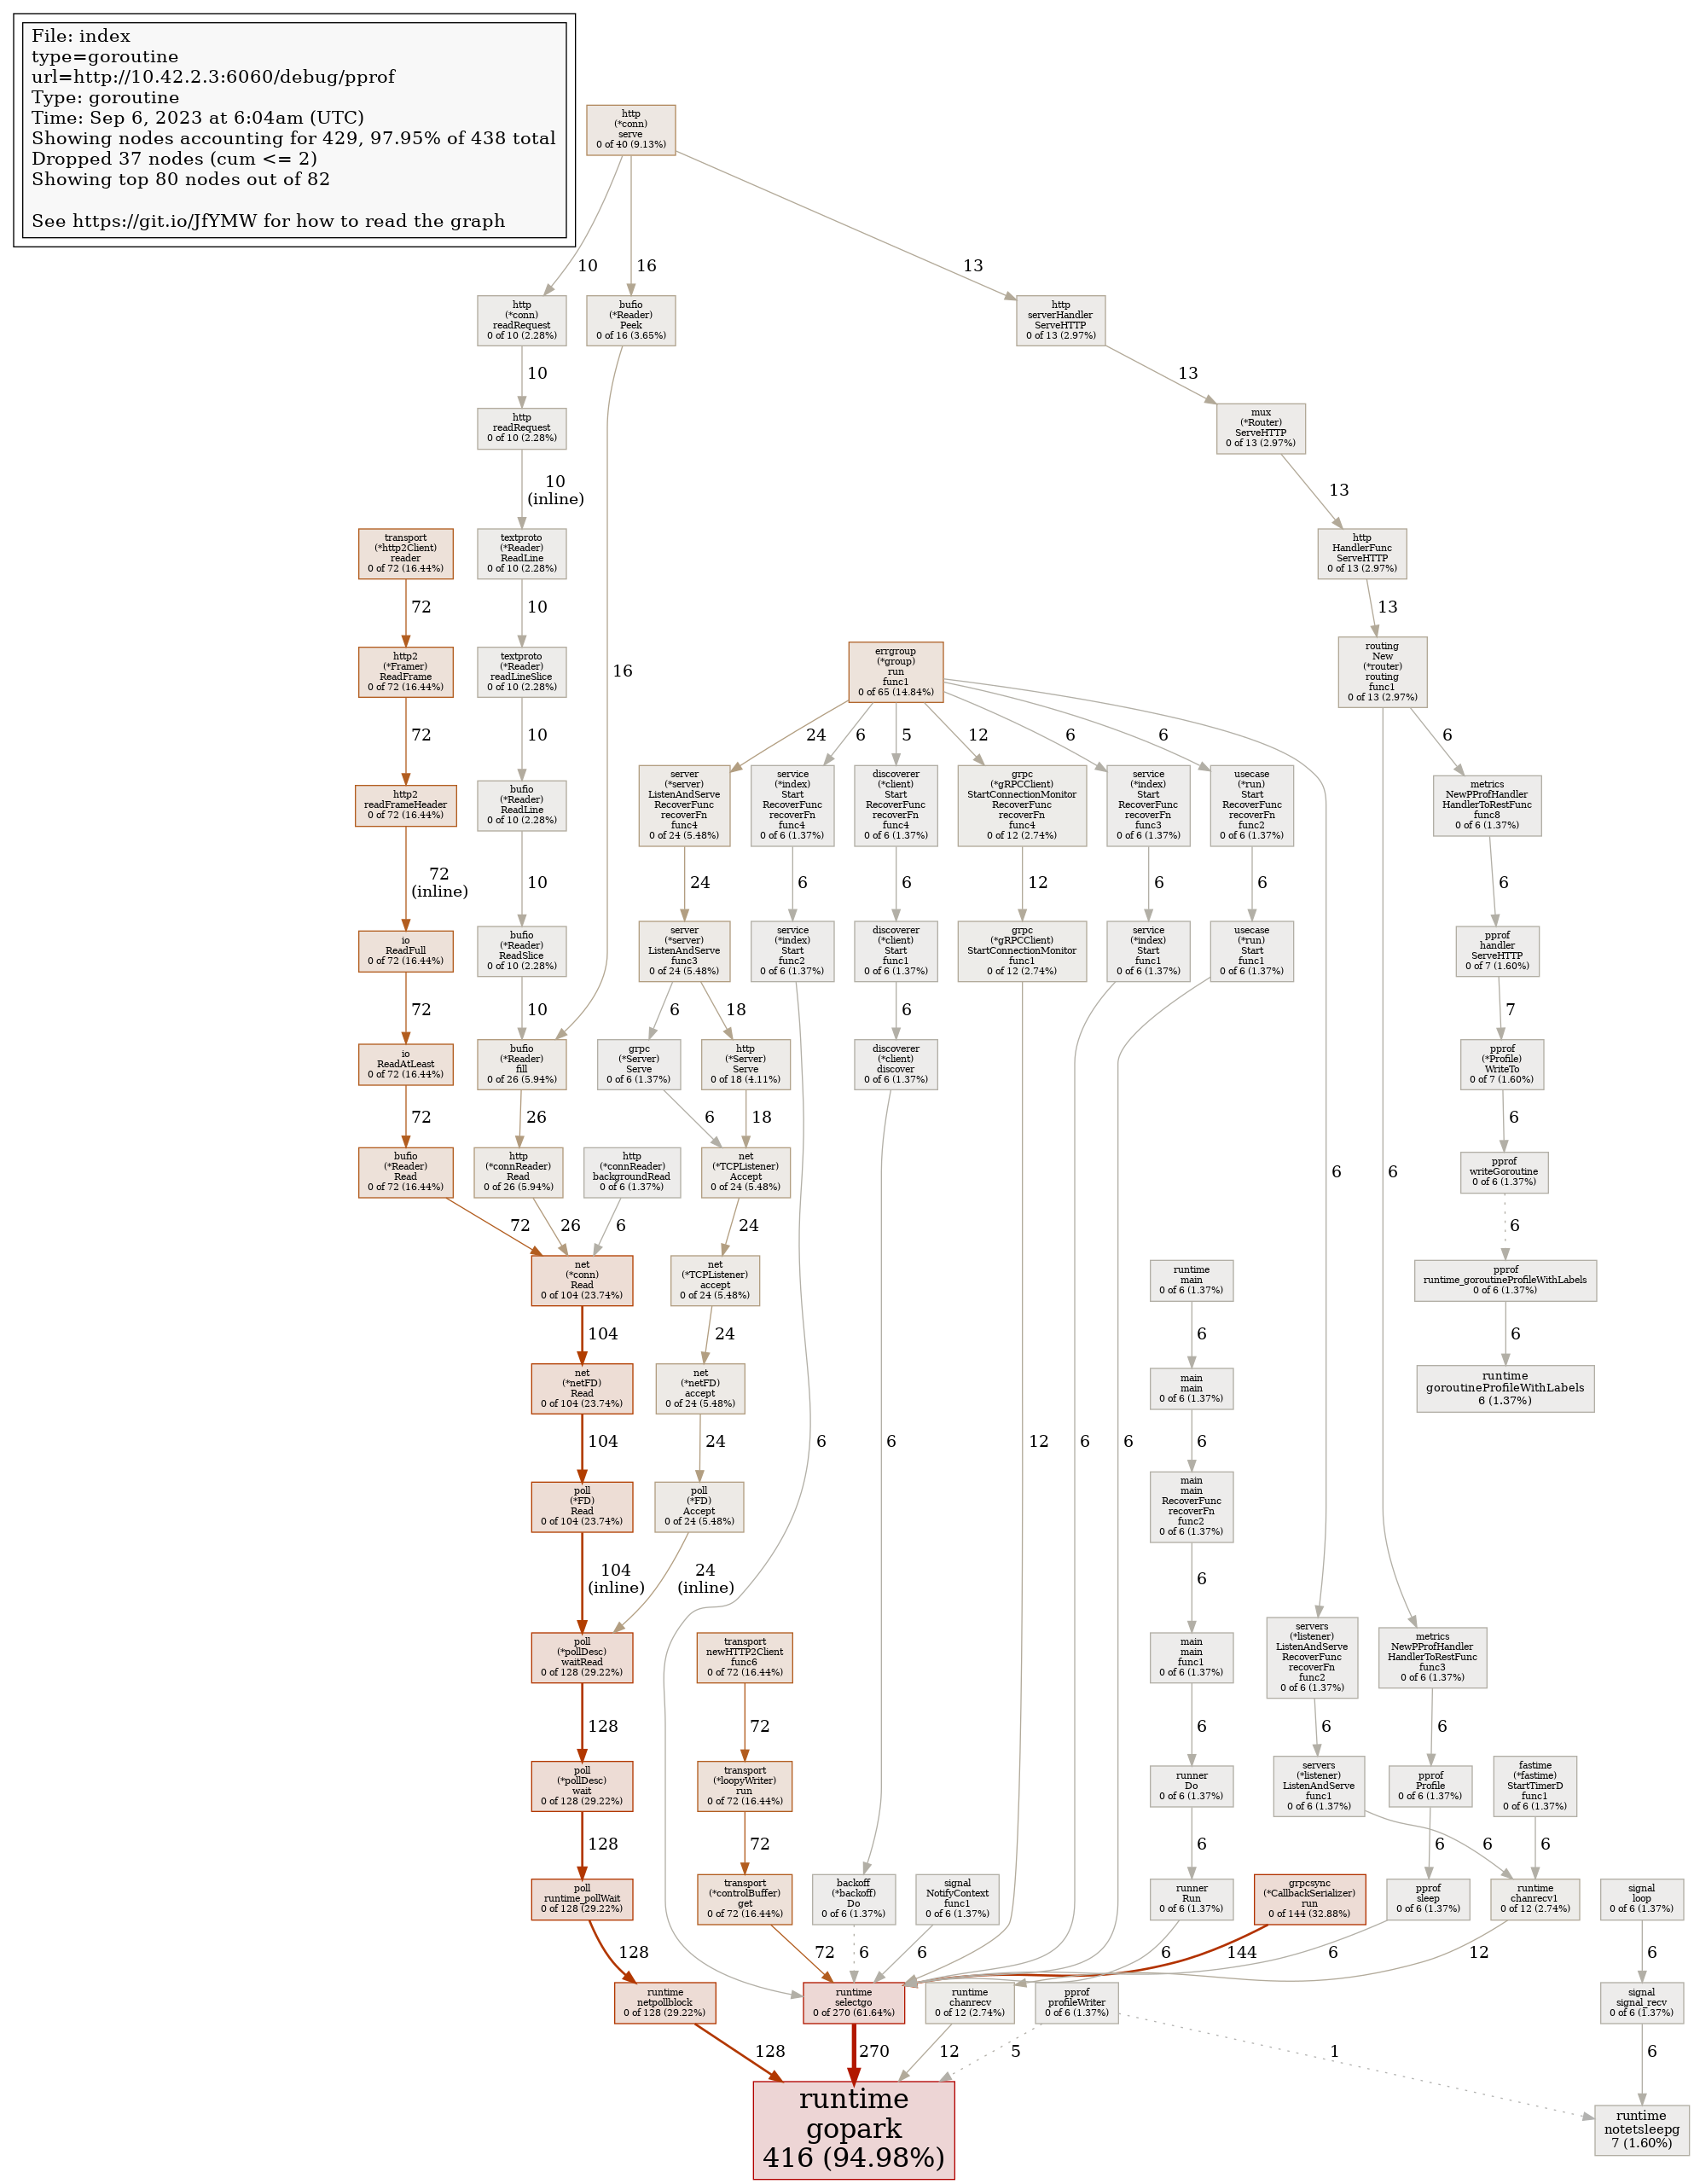 File: index
type=goroutine
url=http://10.42.2.3:6060/debug/pprof
Type: goroutine
Time: Sep 6, 2023 at 6:04am (UTC)
Showing nodes accounting for 429, 97.95% of 438 total
Dropped 37 nodes (cum <= 2)
Showing top 80 nodes out of 82
See https://git.io/JfYMW for how to read the graph
http
(*conn)
serve
0 of 40 (9.13%)
10
16
13
http
(*conn)
readRequest
0 of 10 (2.28%)
bufio
(*Reader)
Peek
0 of 16 (3.65%)
http
serverHandler
ServeHTTP
0 of 13 (2.97%)
10
13
http
readRequest
0 of 10 (2.28%)
mux
(*Router)
ServeHTTP
0 of 13 (2.97%)
10
(inline)
13
transport
(*http2Client)
reader
0 of 72 (16.44%)
textproto
(*Reader)
ReadLine
0 of 10 (2.28%)
http
HandlerFunc
ServeHTTP
0 of 13 (2.97%)
72
10
13
http2
(*Framer)
ReadFrame
0 of 72 (16.44%)
textproto
(*Reader)
readLineSlice
0 of 10 (2.28%)
16
errgroup
(*group)
run
func1
0 of 65 (14.84%)
routing
New
(*router)
routing
func1
0 of 13 (2.97%)
72
10
24
6
5
12
6
6
6
http2
readFrameHeader
0 of 72 (16.44%)
bufio
(*Reader)
ReadLine
0 of 10 (2.28%)
server
(*server)
ListenAndServe
RecoverFunc
recoverFn
func4
0 of 24 (5.48%)
service
(*index)
Start
RecoverFunc
recoverFn
func4
0 of 6 (1.37%)
discoverer
(*client)
Start
RecoverFunc
recoverFn
func4
0 of 6 (1.37%)
grpc
(*gRPCClient)
StartConnectionMonitor
RecoverFunc
recoverFn
func4
0 of 12 (2.74%)
service
(*index)
Start
RecoverFunc
recoverFn
func3
0 of 6 (1.37%)
usecase
(*run)
Start
RecoverFunc
recoverFn
func2
0 of 6 (1.37%)
metrics
NewPProfHandler
HandlerToRestFunc
func8
0 of 6 (1.37%)
72
(inline)
10
24
6
6
12
6
6
6
io
ReadFull
0 of 72 (16.44%)
bufio
(*Reader)
ReadSlice
0 of 10 (2.28%)
server
(*server)
ListenAndServe
func3
0 of 24 (5.48%)
service
(*index)
Start
func2
0 of 6 (1.37%)
discoverer
(*client)
Start
func1
0 of 6 (1.37%)
grpc
(*gRPCClient)
StartConnectionMonitor
func1
0 of 12 (2.74%)
service
(*index)
Start
func1
0 of 6 (1.37%)
usecase
(*run)
Start
func1
0 of 6 (1.37%)
pprof
handler
ServeHTTP
0 of 7 (1.60%)
72
10
6
18
6
7
io
ReadAtLeast
0 of 72 (16.44%)
bufio
(*Reader)
fill
0 of 26 (5.94%)
grpc
(*Server)
Serve
0 of 6 (1.37%)
http
(*Server)
Serve
0 of 18 (4.11%)
discoverer
(*client)
discover
0 of 6 (1.37%)
pprof
(*Profile)
WriteTo
0 of 7 (1.60%)
72
26
6
18
6
bufio
(*Reader)
Read
0 of 72 (16.44%)
http
(*connReader)
Read
0 of 26 (5.94%)
http
(*connReader)
backgroundRead
0 of 6 (1.37%)
net
(*TCPListener)
Accept
0 of 24 (5.48%)
6
6
pprof
writeGoroutine
0 of 6 (1.37%)
72
26
6
24
6
net
(*conn)
Read
0 of 104 (23.74%)
net
(*TCPListener)
accept
0 of 24 (5.48%)
runtime
main
0 of 6 (1.37%)
pprof
runtime_goroutineProfileWithLabels
0 of 6 (1.37%)
104
24
6
6
net
(*netFD)
Read
0 of 104 (23.74%)
net
(*netFD)
accept
0 of 24 (5.48%)
main
main
0 of 6 (1.37%)
runtime
goroutineProfileWithLabels
6 (1.37%)
104
24
6
6
12
6
6
6
poll
(*FD)
Read
0 of 104 (23.74%)
poll
(*FD)
Accept
0 of 24 (5.48%)
main
main
RecoverFunc
recoverFn
func2
0 of 6 (1.37%)
104
(inline)
24
(inline)
6
poll
(*pollDesc)
waitRead
0 of 128 (29.22%)
transport
newHTTP2Client
func6
0 of 72 (16.44%)
main
main
func1
0 of 6 (1.37%)
servers
(*listener)
ListenAndServe
RecoverFunc
recoverFn
func2
0 of 6 (1.37%)
metrics
NewPProfHandler
HandlerToRestFunc
func3
0 of 6 (1.37%)
128
72
6
6
6
poll
(*pollDesc)
wait
0 of 128 (29.22%)
transport
(*loopyWriter)
run
0 of 72 (16.44%)
runner
Do
0 of 6 (1.37%)
servers
(*listener)
ListenAndServe
func1
0 of 6 (1.37%)
pprof
Profile
0 of 6 (1.37%)
fastime
(*fastime)
StartTimerD
func1
0 of 6 (1.37%)
128
72
6
6
6
6
poll
runtime_pollWait
0 of 128 (29.22%)
transport
(*controlBuffer)
get
0 of 72 (16.44%)
backoff
(*backoff)
Do
0 of 6 (1.37%)
signal
NotifyContext
func1
0 of 6 (1.37%)
runner
Run
0 of 6 (1.37%)
grpcsync
(*CallbackSerializer)
run
0 of 144 (32.88%)
pprof
sleep
0 of 6 (1.37%)
runtime
chanrecv1
0 of 12 (2.74%)
signal
loop
0 of 6 (1.37%)
128
72
6
6
6
144
6
12
6
runtime
netpollblock
0 of 128 (29.22%)
runtime
selectgo
0 of 270 (61.64%)
runtime
chanrecv
0 of 12 (2.74%)
pprof
profileWriter
0 of 6 (1.37%)
signal
signal_recv
0 of 6 (1.37%)
128
270
12
5
1
6
runtime
gopark
416 (94.98%)
runtime
notetsleepg
7 (1.60%)